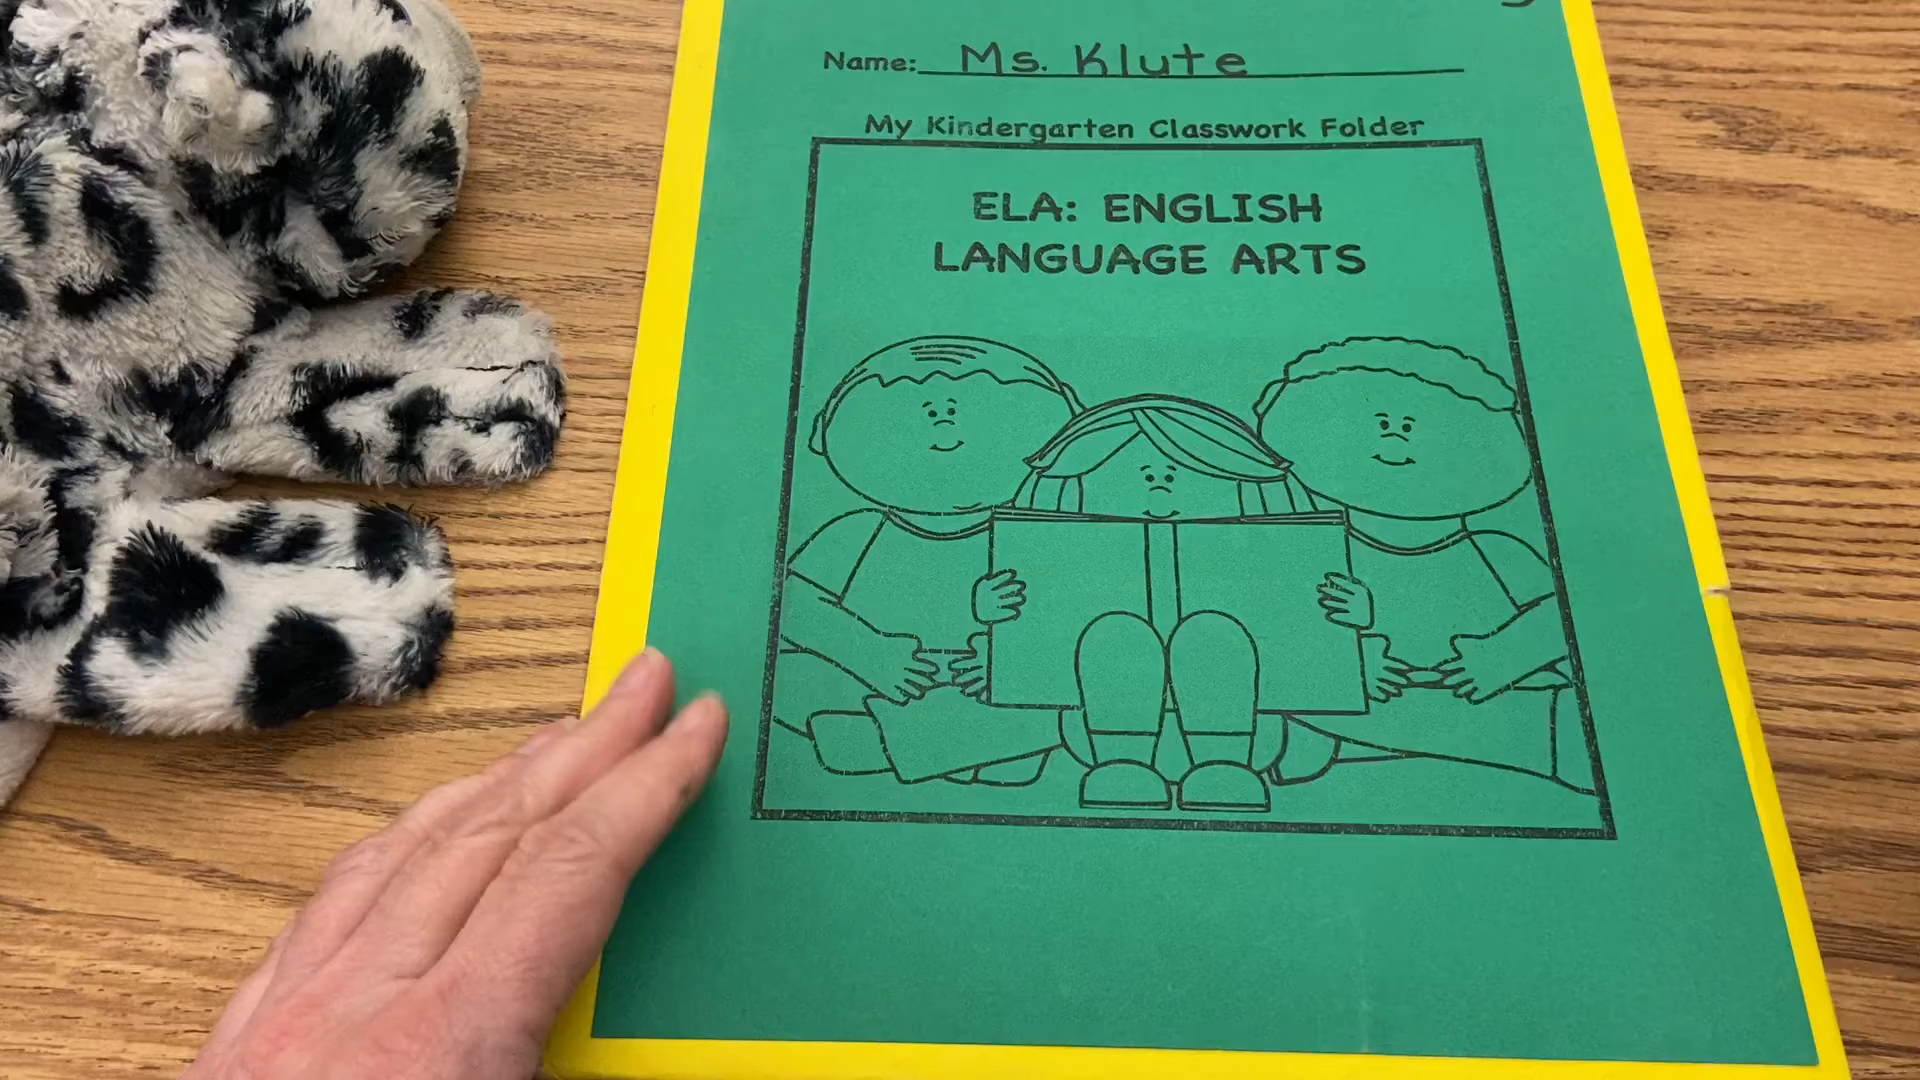 Name: Ms. Klute
My Kindergarten Classwork Folder
ELA: ENGLISH
LANGUAGE ARTS